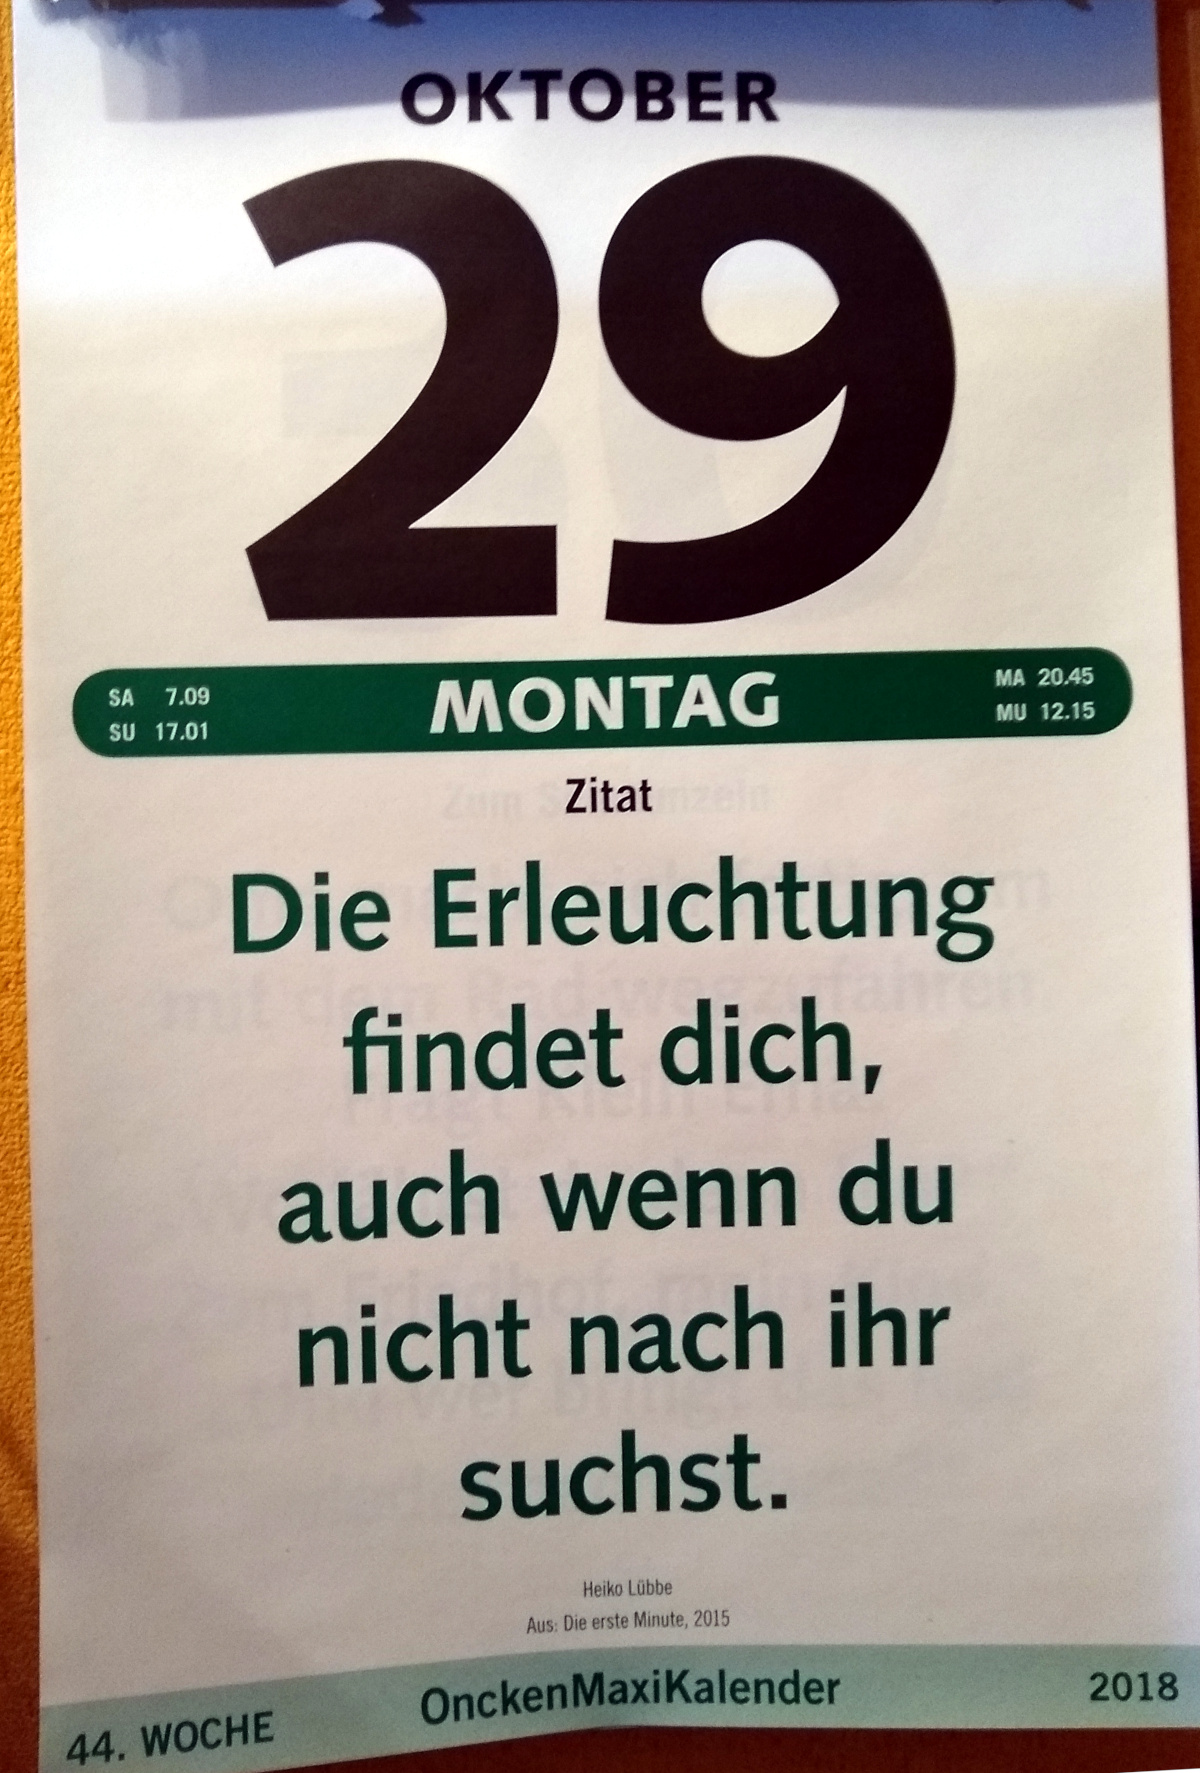 OKTOBER
29
SA 7.09
SU 17.01
MONTAG
MA 20.45
MU 12.15
Zitat
Die Erleuchtung
findet dich,
auch wenn du
nicht nach ihr
suchst.
Heiko Lübbe
Aus: Die erste Minute, 2015
44. WOCHE
OnckenMaxiKalender
2018